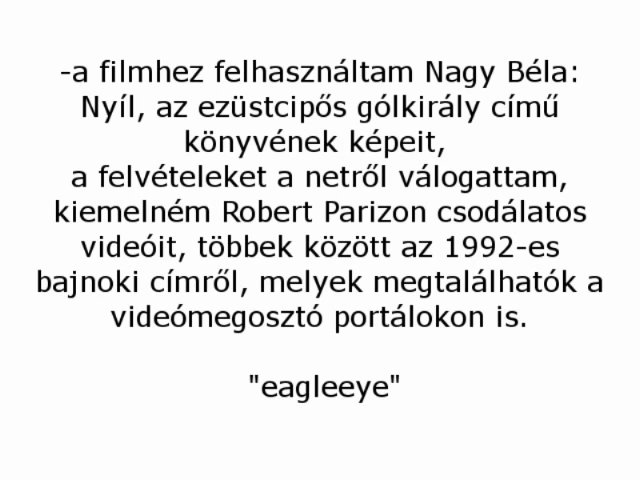 -a filmhez felhasználtam Nagy Béla:
Nyíl, az ezüstcipős gólkirály című
könyvének képeit,
a felvételeket a netről válogattam,
kiemelném Robert Parizon csodálatos
videóit, többek között az 1992-es
bajnoki címről, melyek megtalálhatók a
videómegosztó portálokon is.
"eagleeye"